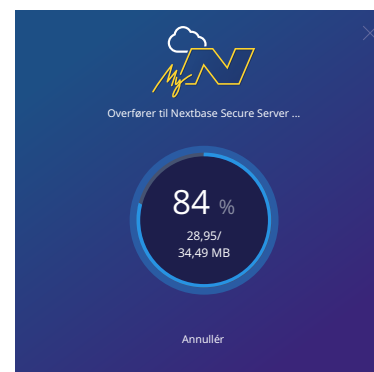 My N
Overfører til Nextbase Secure Server ...
84 %
28,95/
34,49 MB
Annullér